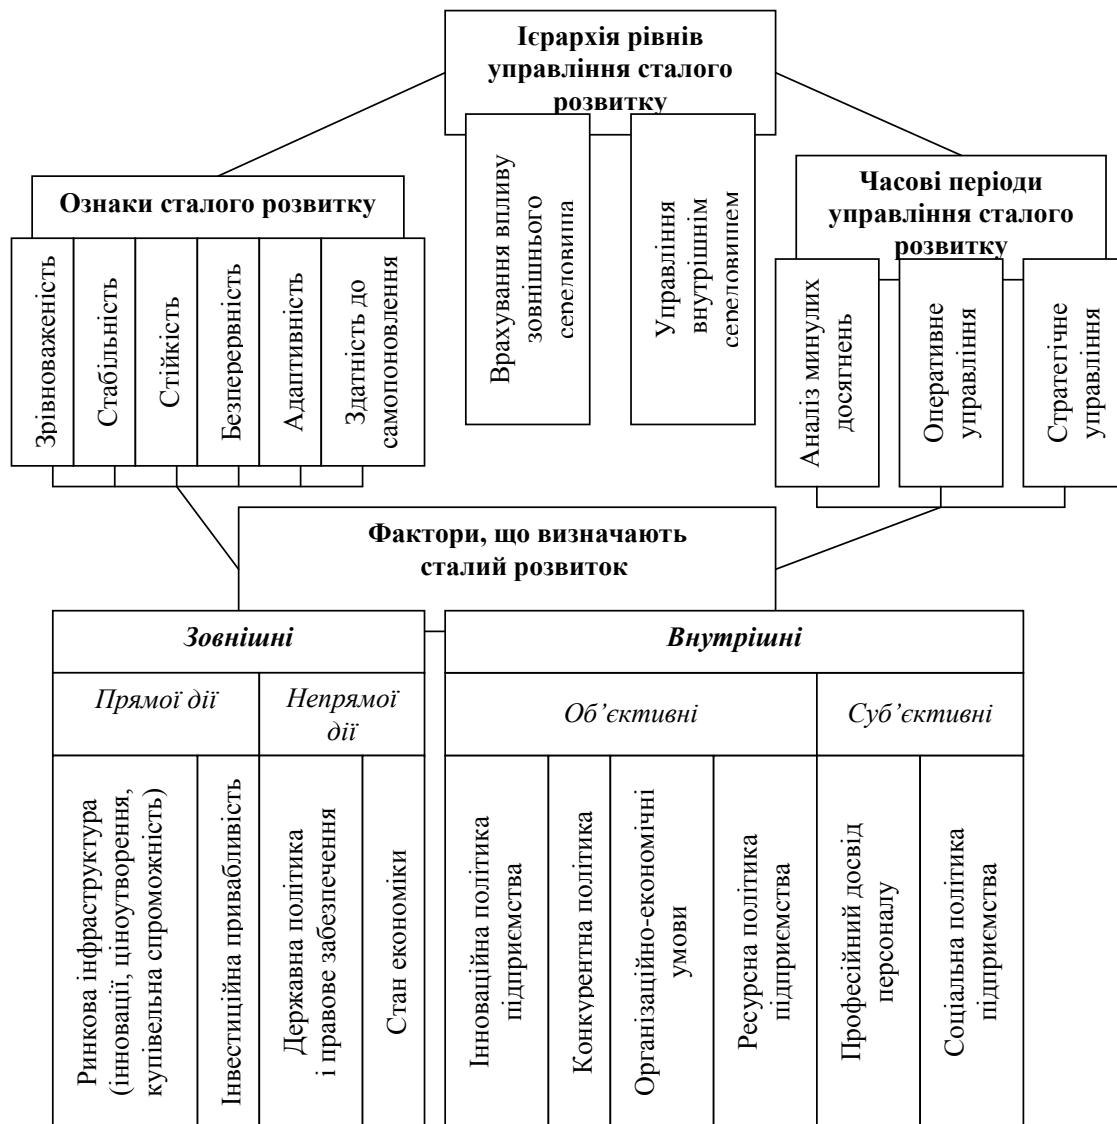 Ієрархія рівнів
управління сталого
розвитку
Врахування впливу
зовнішнього
середовища
Управління
внутрішнім
середовищем
Ознаки сталого розвитку
Зрівноваженість
Стабільність
Стійкість
Безперервність
Адаптивність
Здатність до
самопоновлення
Часові періоди
управління сталого
розвитку
Аналіз минулих
досягнень
Оперативне
управління
Стратегічне
управління
Фактори, що визначають
сталий розвиток
Зовнішні
Прямої дії
Непрямої
дії
Ринкова інфраструктура
(інновації, ціноутворення,
купівельна спроможність)
Інвестиційна привабливість
Державна політика
і правове забезпечення
Стан економіки
Внутрішні
Об’єктивні
Суб’єктивні
Інноваційна політика
підприємства
Конкурентна політика
Організаційно-економічні
умови
Ресурсна політика
підприємства
Професійний досвід
персоналу
Соціальна політика
підприємства